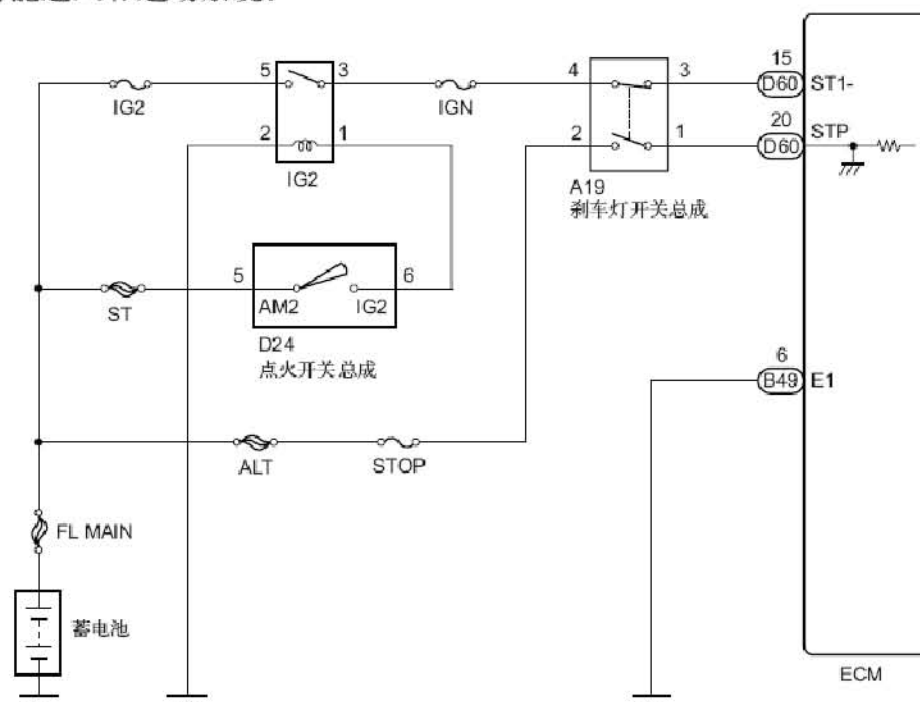 5 3 4 3 15
IG2 IGN D60 ST1-
2 1 2 1 20
D60 STP
IG2
A19
刹车灯开关总成
5 6
ST AM2 IG2
D24
点火开关总成
6
B49 E1
ALT STOP
FL MAIN
蓄电池
ECM